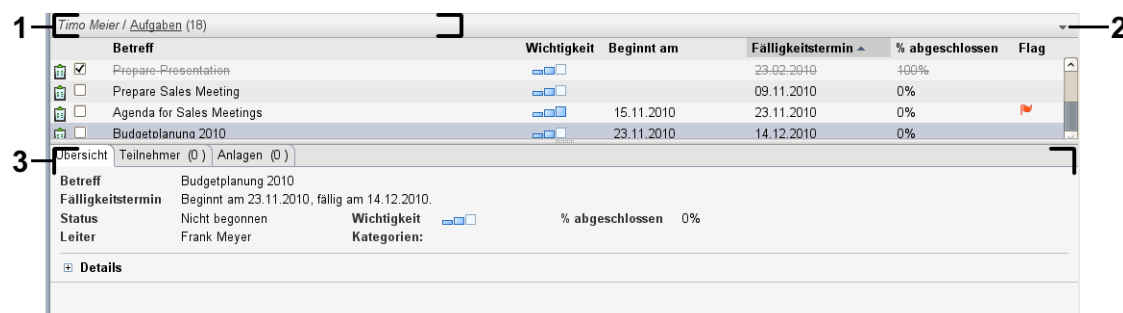 1 Timo Meier / Aufgaben (18) 2
Betreff Wichtigkeit Beginnt am Fälligkeitstermin % abgeschlossen Flag
Prepare Presentation 23.02.2010 100%
Prepare Sales Meeting 09.11.2010 0%
Agenda for Sales Meetings 15.11.2010 23.11.2010 0%
Budgetplanung 2010 23.11.2010 14.12.2010 0%
3 Übersicht Teilnehmer (0 ) Anlagen (0 )
Betreff Budgetplanung 2010
Fälligkeitstermin Beginnt am 23.11.2010, fällig am 14.12.2010.
Status Nicht begonnen Wichtigkeit % abgeschlossen 0%
Leiter Frank Meyer Kategorien:
Details